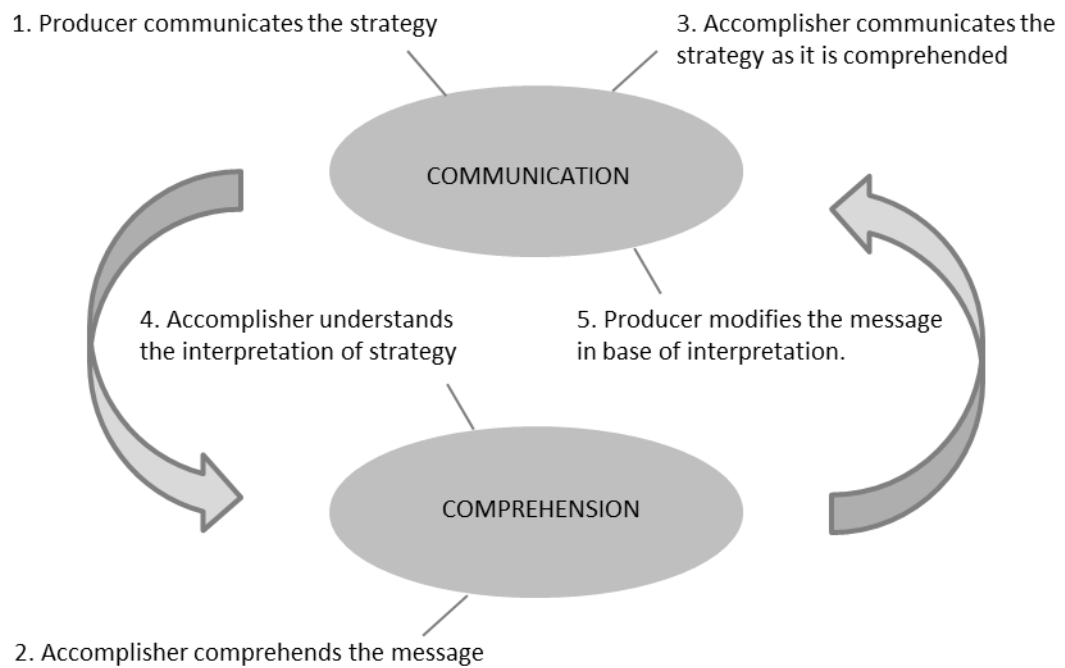 1. Producer communicates the strategy
3. Accomplisher communicates the
strategy as it is comprehended
COMMUNICATION
4. Accomplisher understands
the interpretation of strategy
5. Producer modifies the message
in base of interpretation.
COMPREHENSION
2. Accomplisher comprehends the message